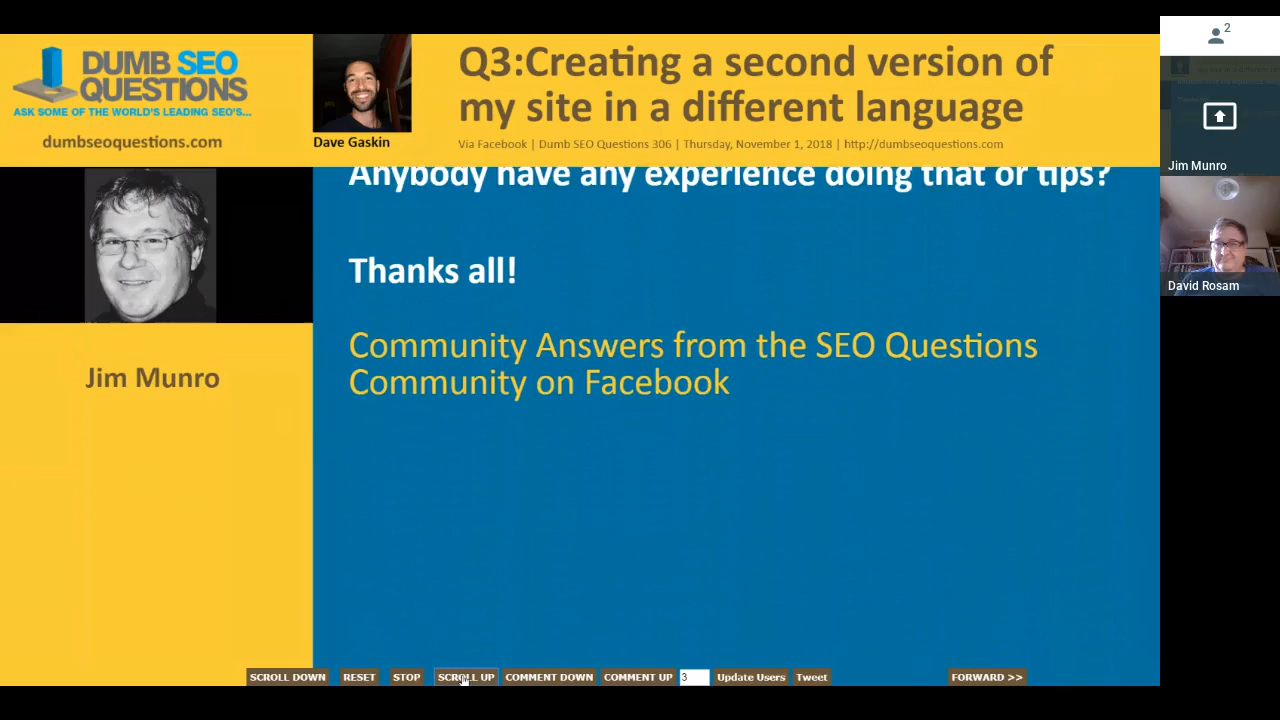 DUMB SEO
QUESTIONS
ASK SOME OF THE WORLD'S LEADING SEO'S...
dumbseoquestions.com
Dave Gaskin
Q3:Creating a second version of
my site in a different language
Via Facebook | Dumb SEO Questions 306 | Thursday, November 1, 2018 | http://dumbseoquestions.com
2
Jim Munro
David Rosam
Jim Munro
Anybody have any experience doing that or tips?
Thanks all!
Community Answers from the SEO Questions
Community on Facebook
SCROLL DOWN RESET STOP SCROLL UP COMMENT DOWN COMMENT UP 3 Update Users Tweet FORWARD >>